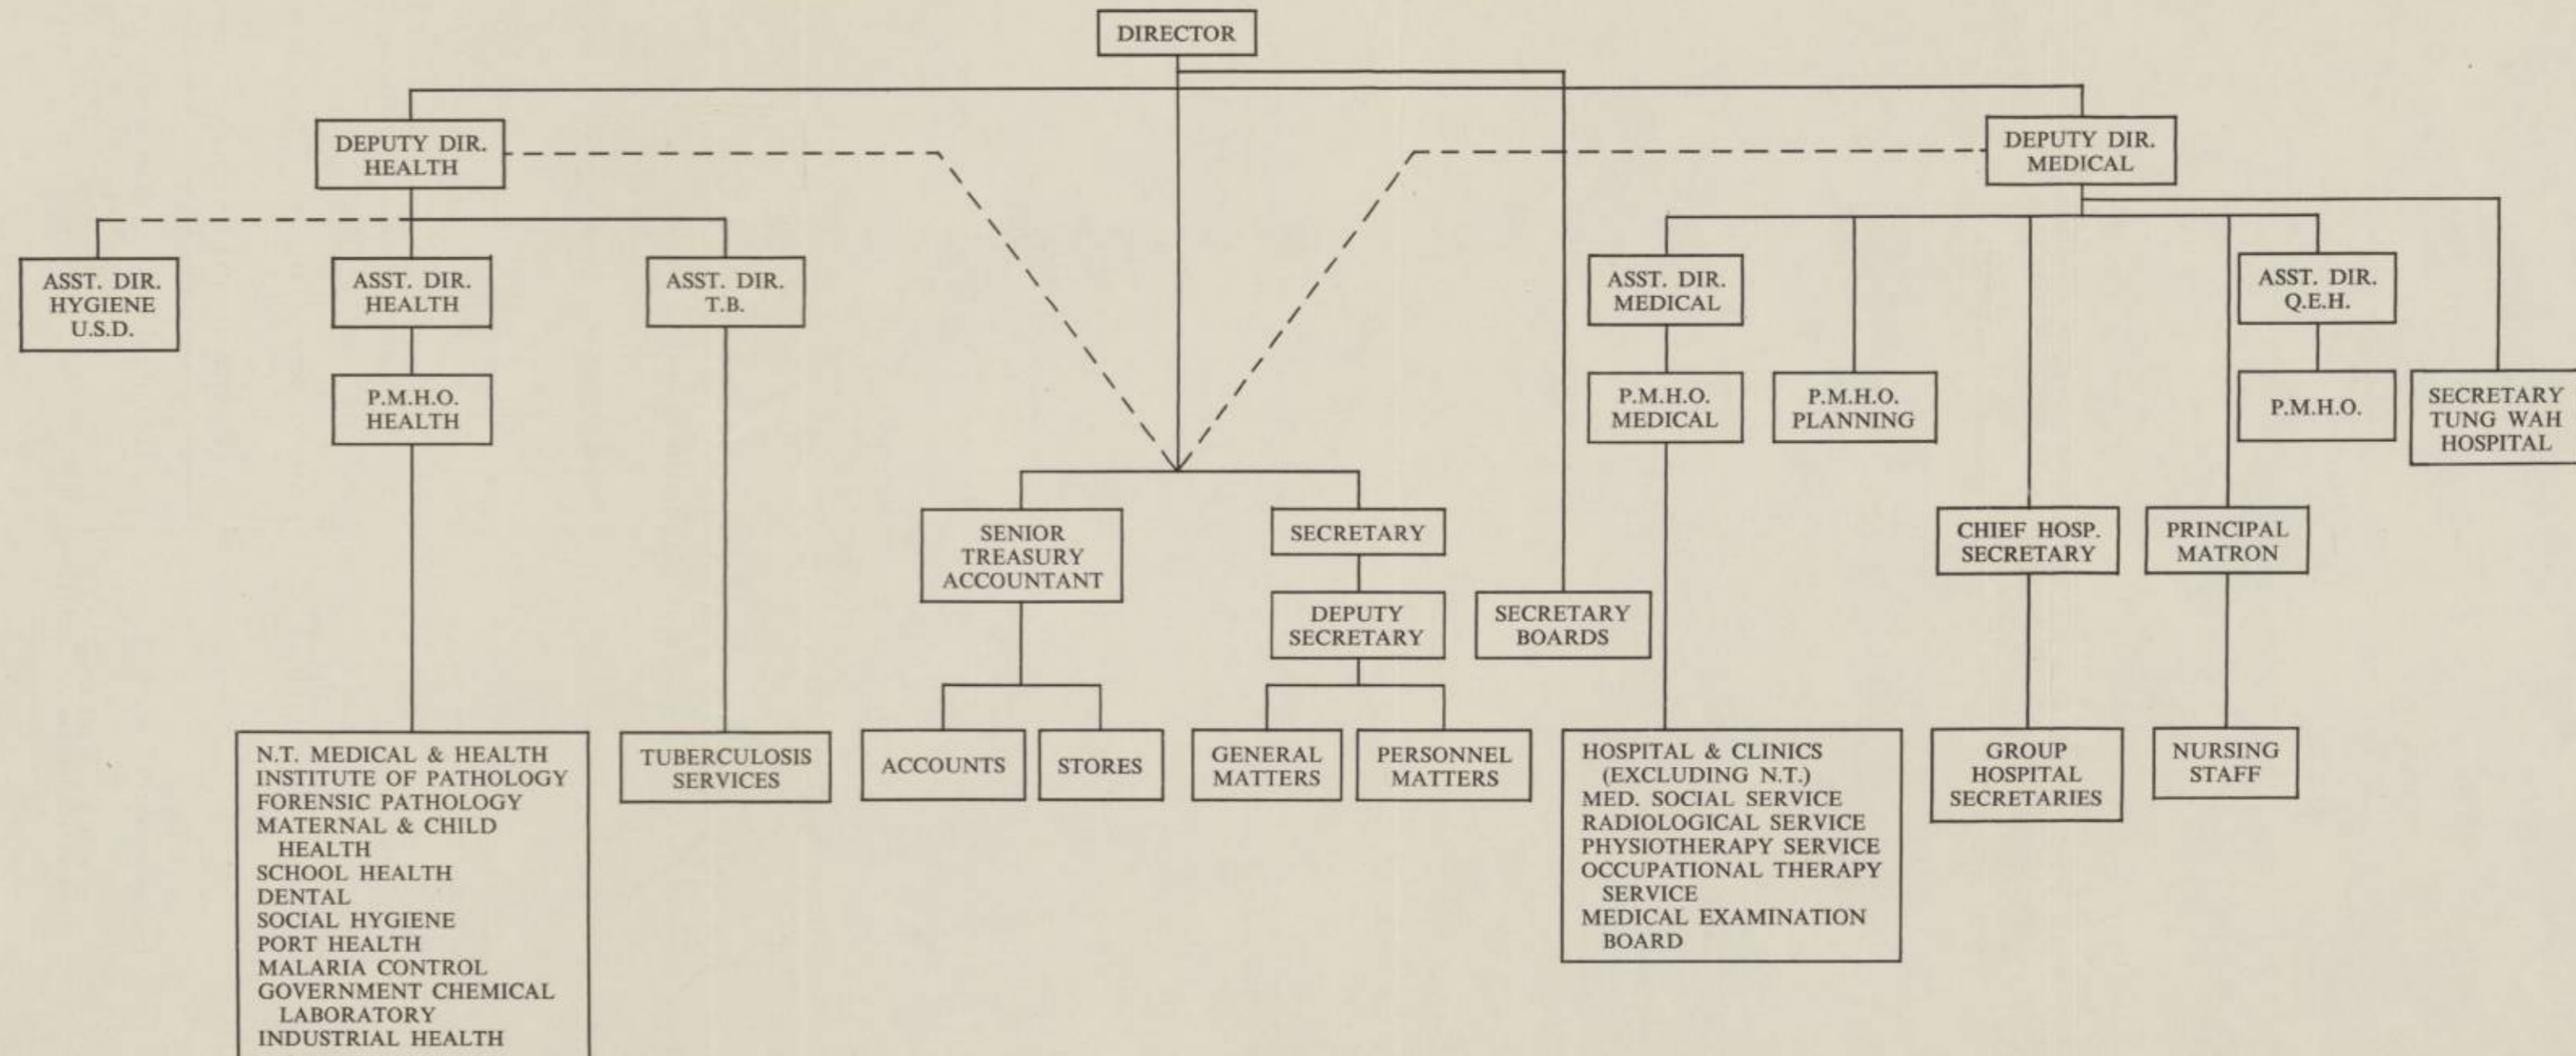 DIRECTOR
DEPUTY DIR.
HEALTH
DEPUTY DIR.
MEDICAL
ASST. DIR.
HYGIENE
U.S.D.
ASST. DIR.
HEALTH
ASST. DIR.
T.B.
ASST. DIR.
MEDICAL
ASST. DIR.
Q.E.H.
P.M.H.O.
HEALTH
P.M.H.O.
MEDICAL
P.M.H.O.
PLANNING
P.M.H.O.
SECRETARY
TUNG WAH
HOSPITAL
SENIOR
TREASURY
ACCOUNTANT
SECRETARY
DEPUTY
SECRETARY
SECRETARY
BOARDS
CHIEF HOSP.
SECRETARY
PRINCIPAL
MATRON
N.T. MEDICAL & HEALTH
INSTITUTE OF PATHOLOGY
FORENSIC PATHOLOGY
MATERNAL & CHILD
HEALTH
SCHOOL HEALTH
DENTAL
SOCIAL HYGIENE
PORT HEALTH
MALARIA CONTROL
GOVERNMENT CHEMICAL
LABORATORY
INDUSTRIAL HEALTH
TUBERCULOSIS
SERVICES
ACCOUNTS
STORES
GENERAL
MATTERS
PERSONNEL
MATTERS
HOSPITAL & CLINICS
(EXCLUDING N.T.)
MED. SOCIAL SERVICE
RADIOLOGICAL SERVICE
PHYSIOTHERAPY SERVICE
OCCUPATIONAL THERAPY
SERVICE
MEDICAL EXAMINATION
BOARD
GROUP
HOSPITAL
SECRETARIES
NURSING
STAFF